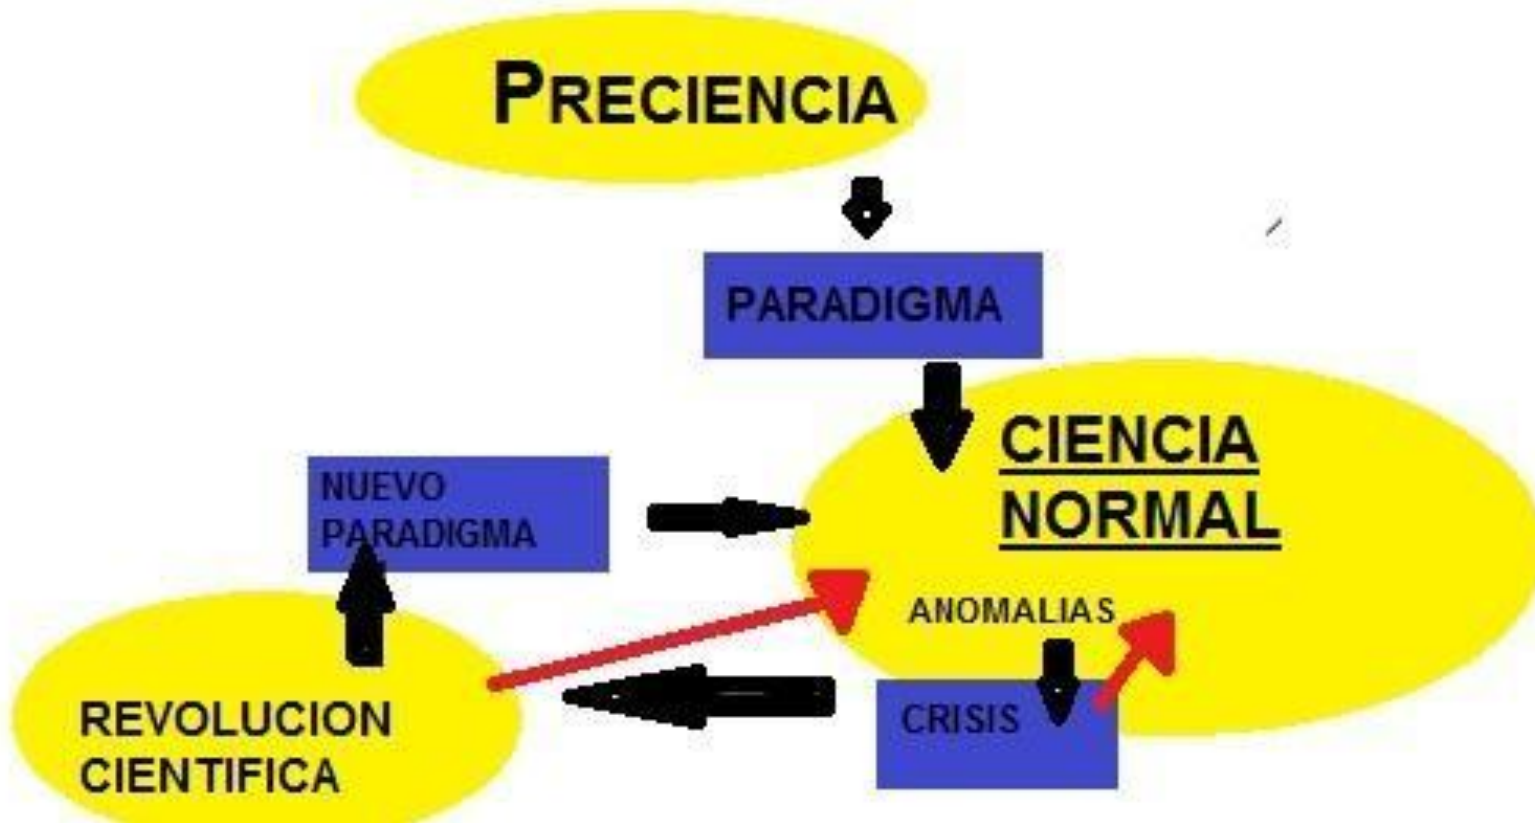 PRECIENCIA
PARADIGMA
CIENCIA
NORMAL
NUEVO
PARADIGMA
ANOMALIAS
CRISIS
REVOLUCION
CIENTIFICA